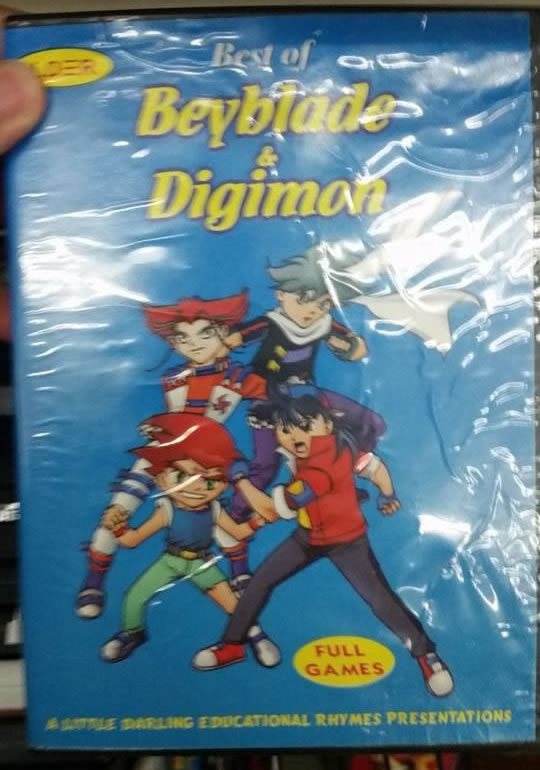 Best of
Beyblade
&
Digimon
FULL
GAMES
A LITTLE DARLING EDUCATIONAL RHYMES PRESENTATIONS